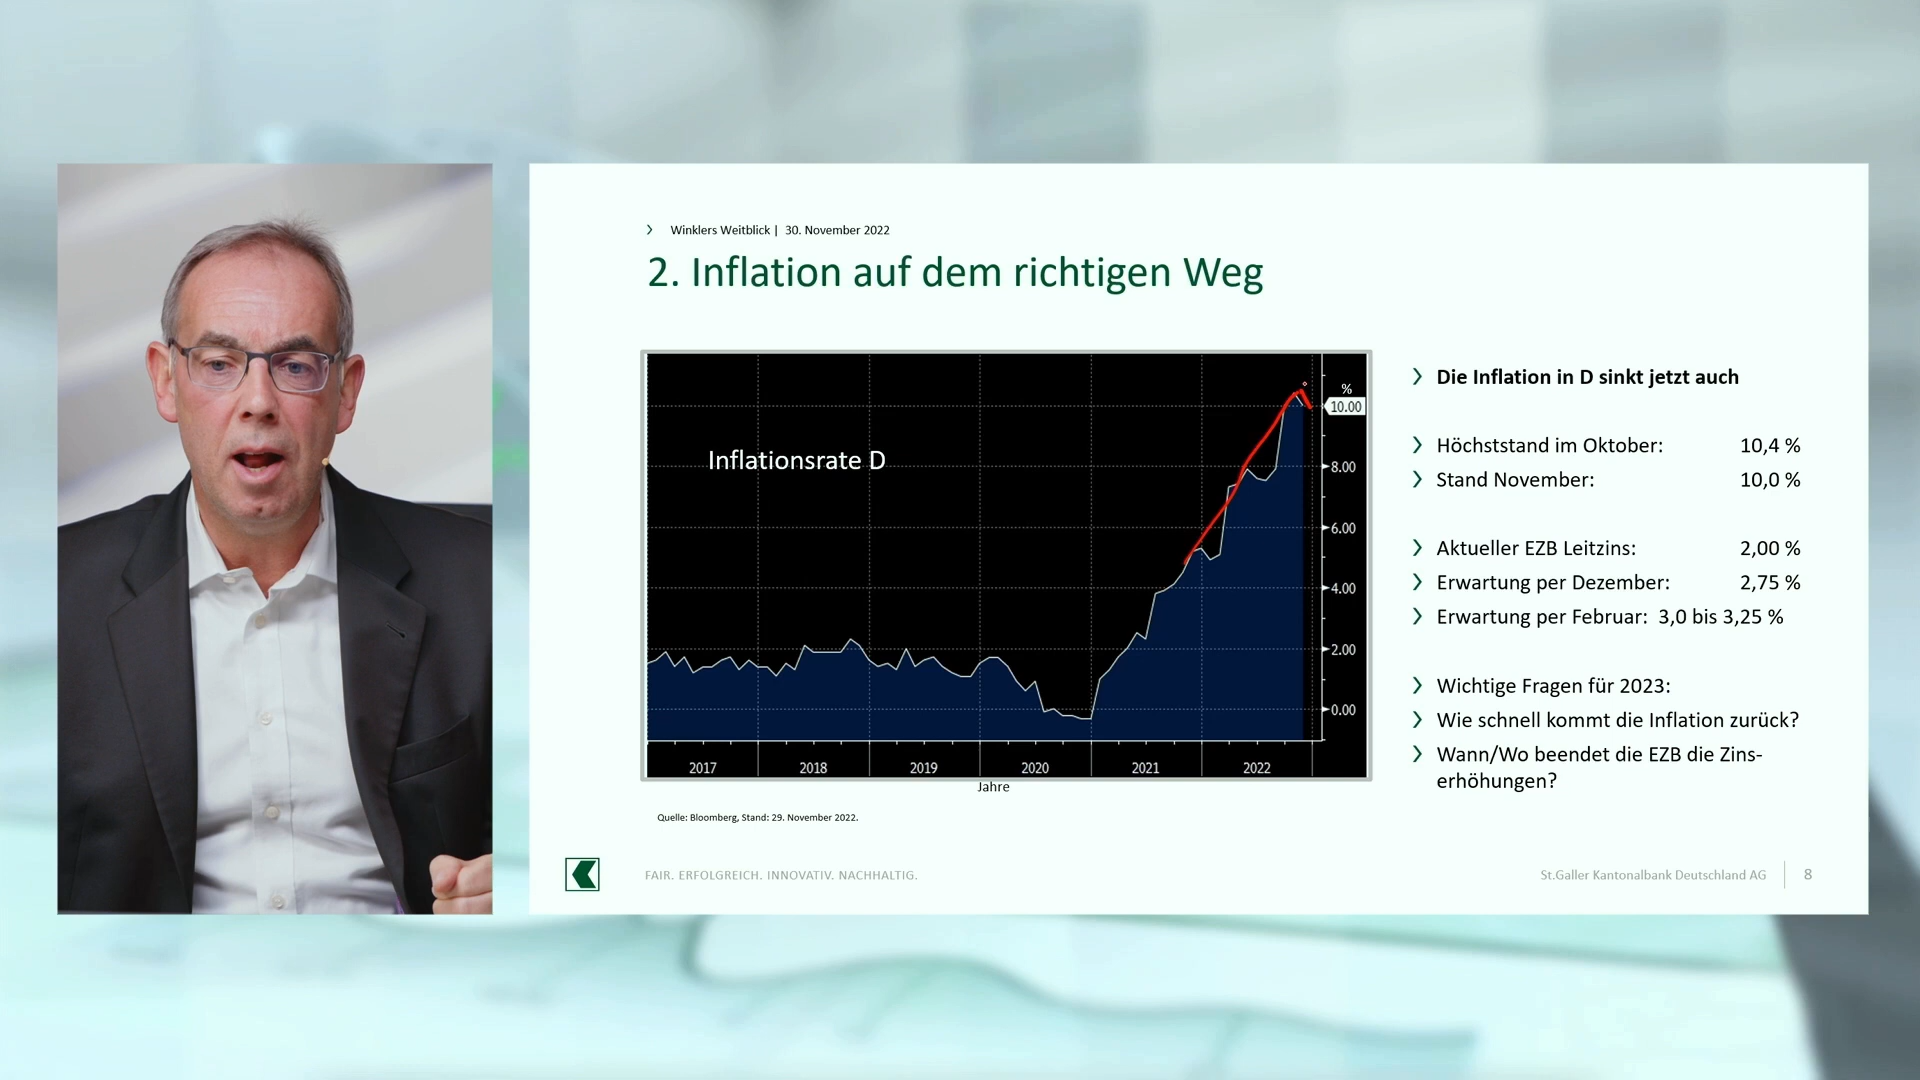 Winklers Weitblick | 30. November 2022
2. Inflation auf dem richtigen Weg
Inflationsrate D
%
10.00
8.00
6.00
4.00
2.00
0.00
2017 2018 2019 2020 2021 2022
Jahre
Quelle: Bloomberg, Stand: 29. November 2022.
Die Inflation in D sinkt jetzt auch
Höchststand im Oktober: 10,4 %
Stand November: 10,0 %
Aktueller EZB Leitzins: 2,00 %
Erwartung per Dezember: 2,75 %
Erwartung per Februar: 3,0 bis 3,25 %
Wichtige Fragen für 2023:
Wie schnell kommt die Inflation zurück?
Wann/Wo beendet die EZB die Zins-
erhöhungen?
FAIR. ERFOLGREICH. INNOVATIV. NACHHALTIG.
St.Galler Kantonalbank Deutschland AG 8